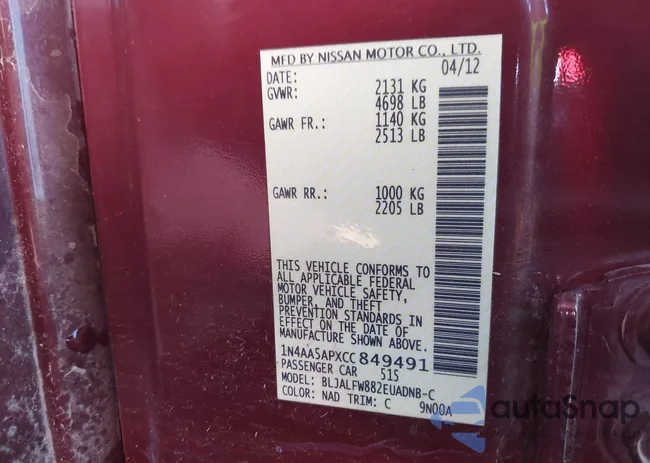 MFD BY NISSAN MOTOR CO., LTD.
DATE: 04/12
GVWR: 2131 KG
4698 LB
GAWR FR.: 1140 KG
2513 LB
GAWR RR.: 1000 KG
2205 LB
THIS VEHICLE CONFORMS TO
ALL APPLICABLE FEDERAL
MOTOR VEHICLE SAFETY,
BUMPER, AND THEFT
PREVENTION STANDARDS IN
EFFECT ON THE DATE OF
MANUFACTURE SHOWN ABOVE.
1N4AA5APXCC849491
PASSENGER CAR 515
MODEL: BLJALFW882EUADNB-C
COLOR: NAD TRIM: C 9N00A
autoSnap